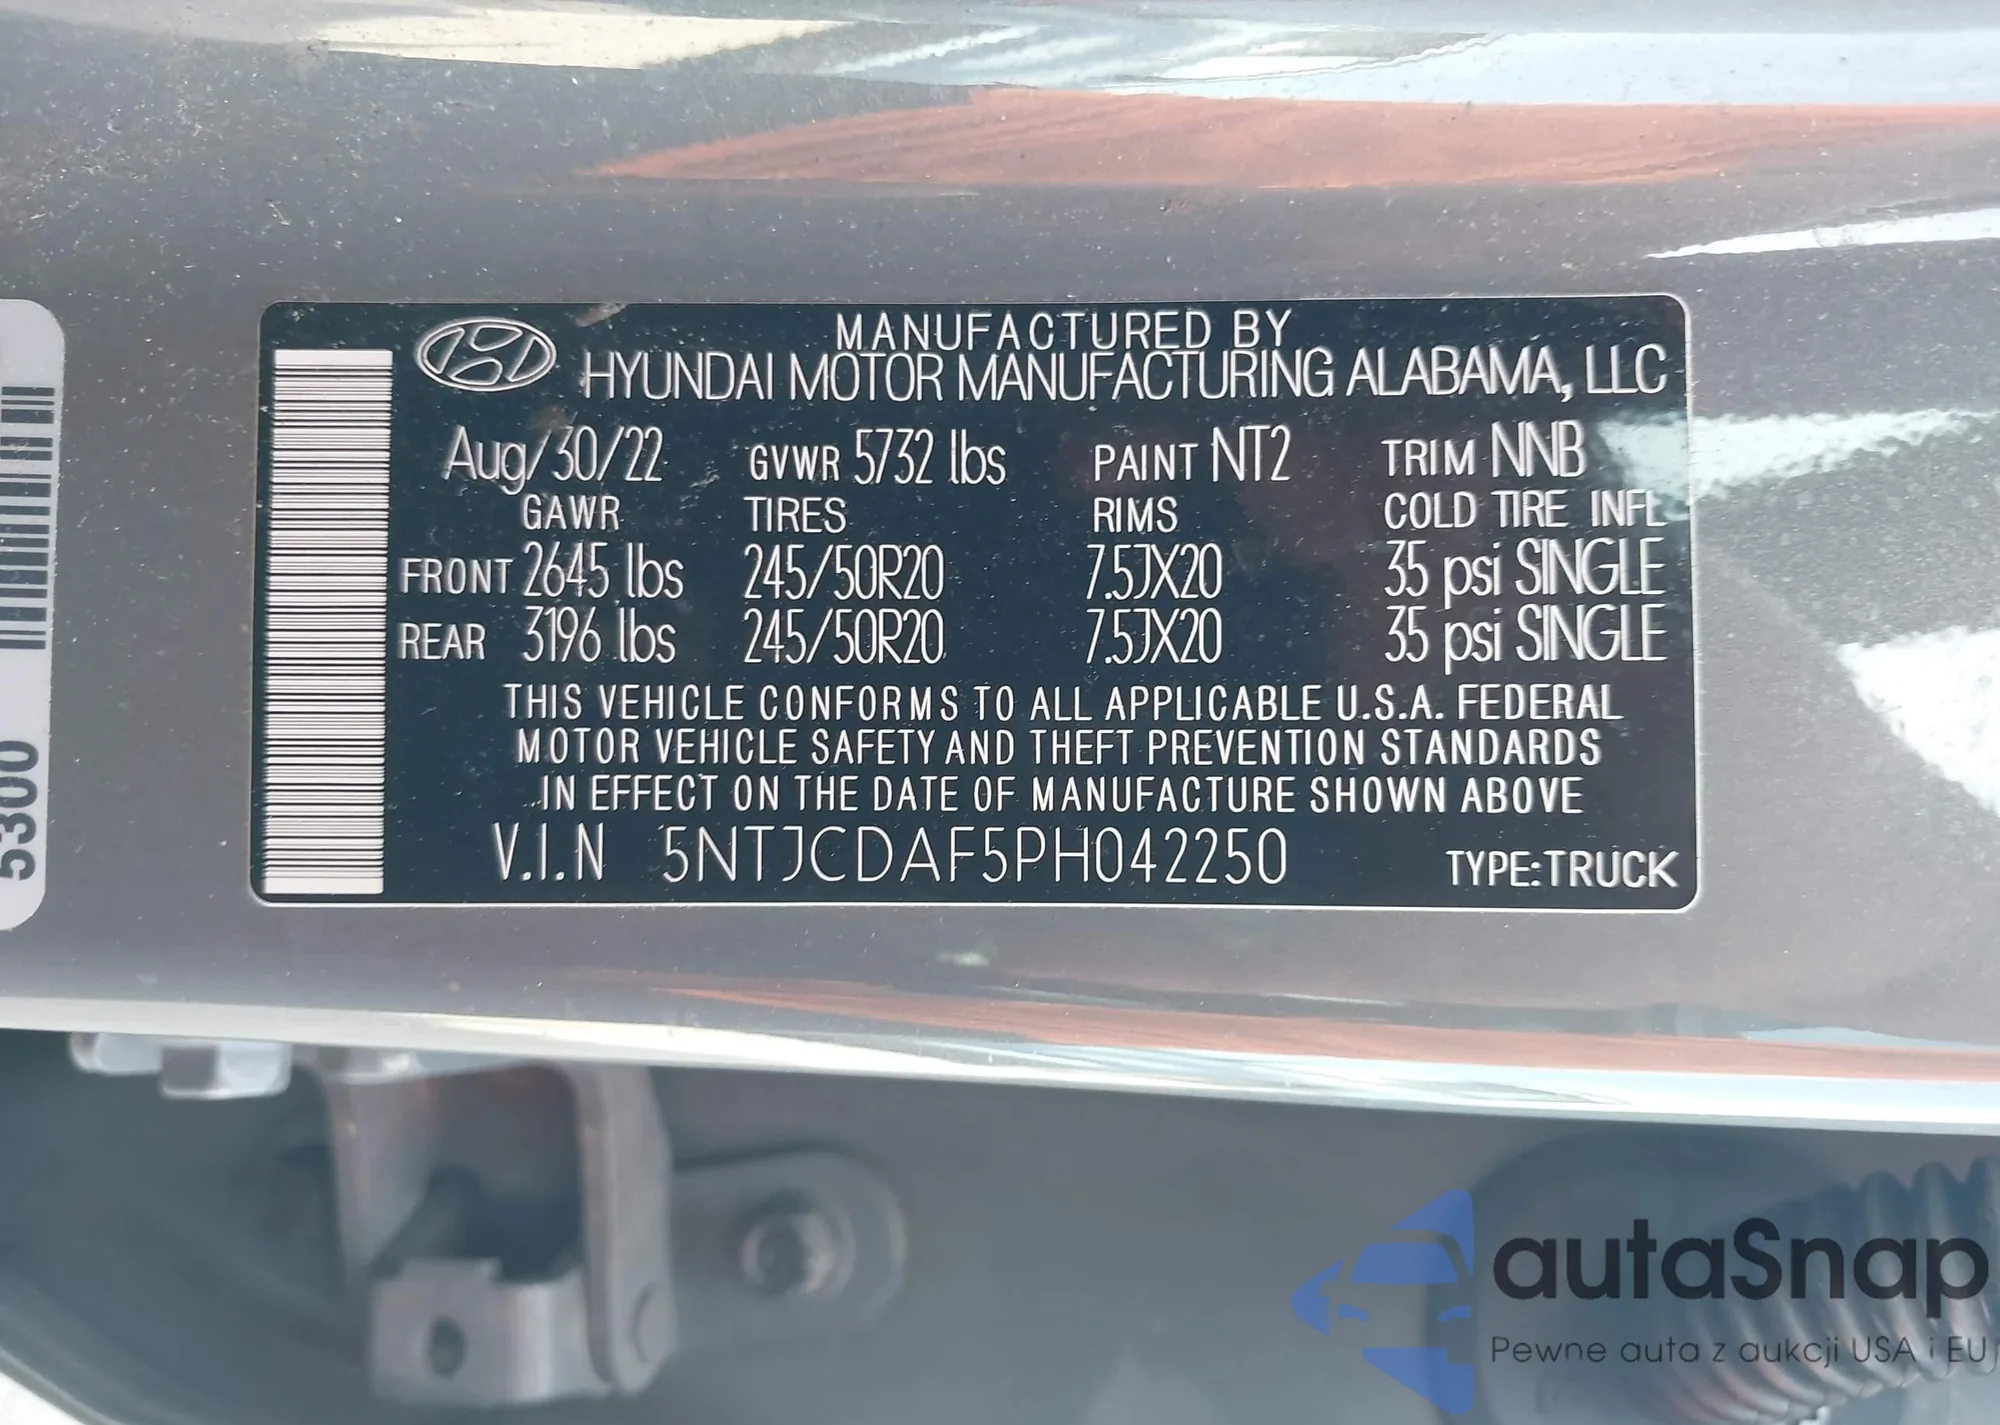 MANUFACTURED BY
HYUNDAI MOTOR MANUFACTURING ALABAMA, LLC
Aug/30/22 GVWR 5732 lbs PAINT NT2 TRIM NNB
GAWR TIRES RIMS COLD TIRE INFL
FRONT 2645 lbs 245/50R20 7.5JX20 35 psi SINGLE
REAR 3196 lbs 245/50R20 7.5JX20 35 psi SINGLE
THIS VEHICLE CONFORMS TO ALL APPLICABLE U.S.A. FEDERAL
MOTOR VEHICLE SAFETY AND THEFT PREVENTION STANDARDS
IN EFFECT ON THE DATE OF MANUFACTURE SHOWN ABOVE
V.I.N 5NTJCDAF5PH042250 TYPE:TRUCK
5300
autaSnap
Pewne auta z aukcji USA i EU